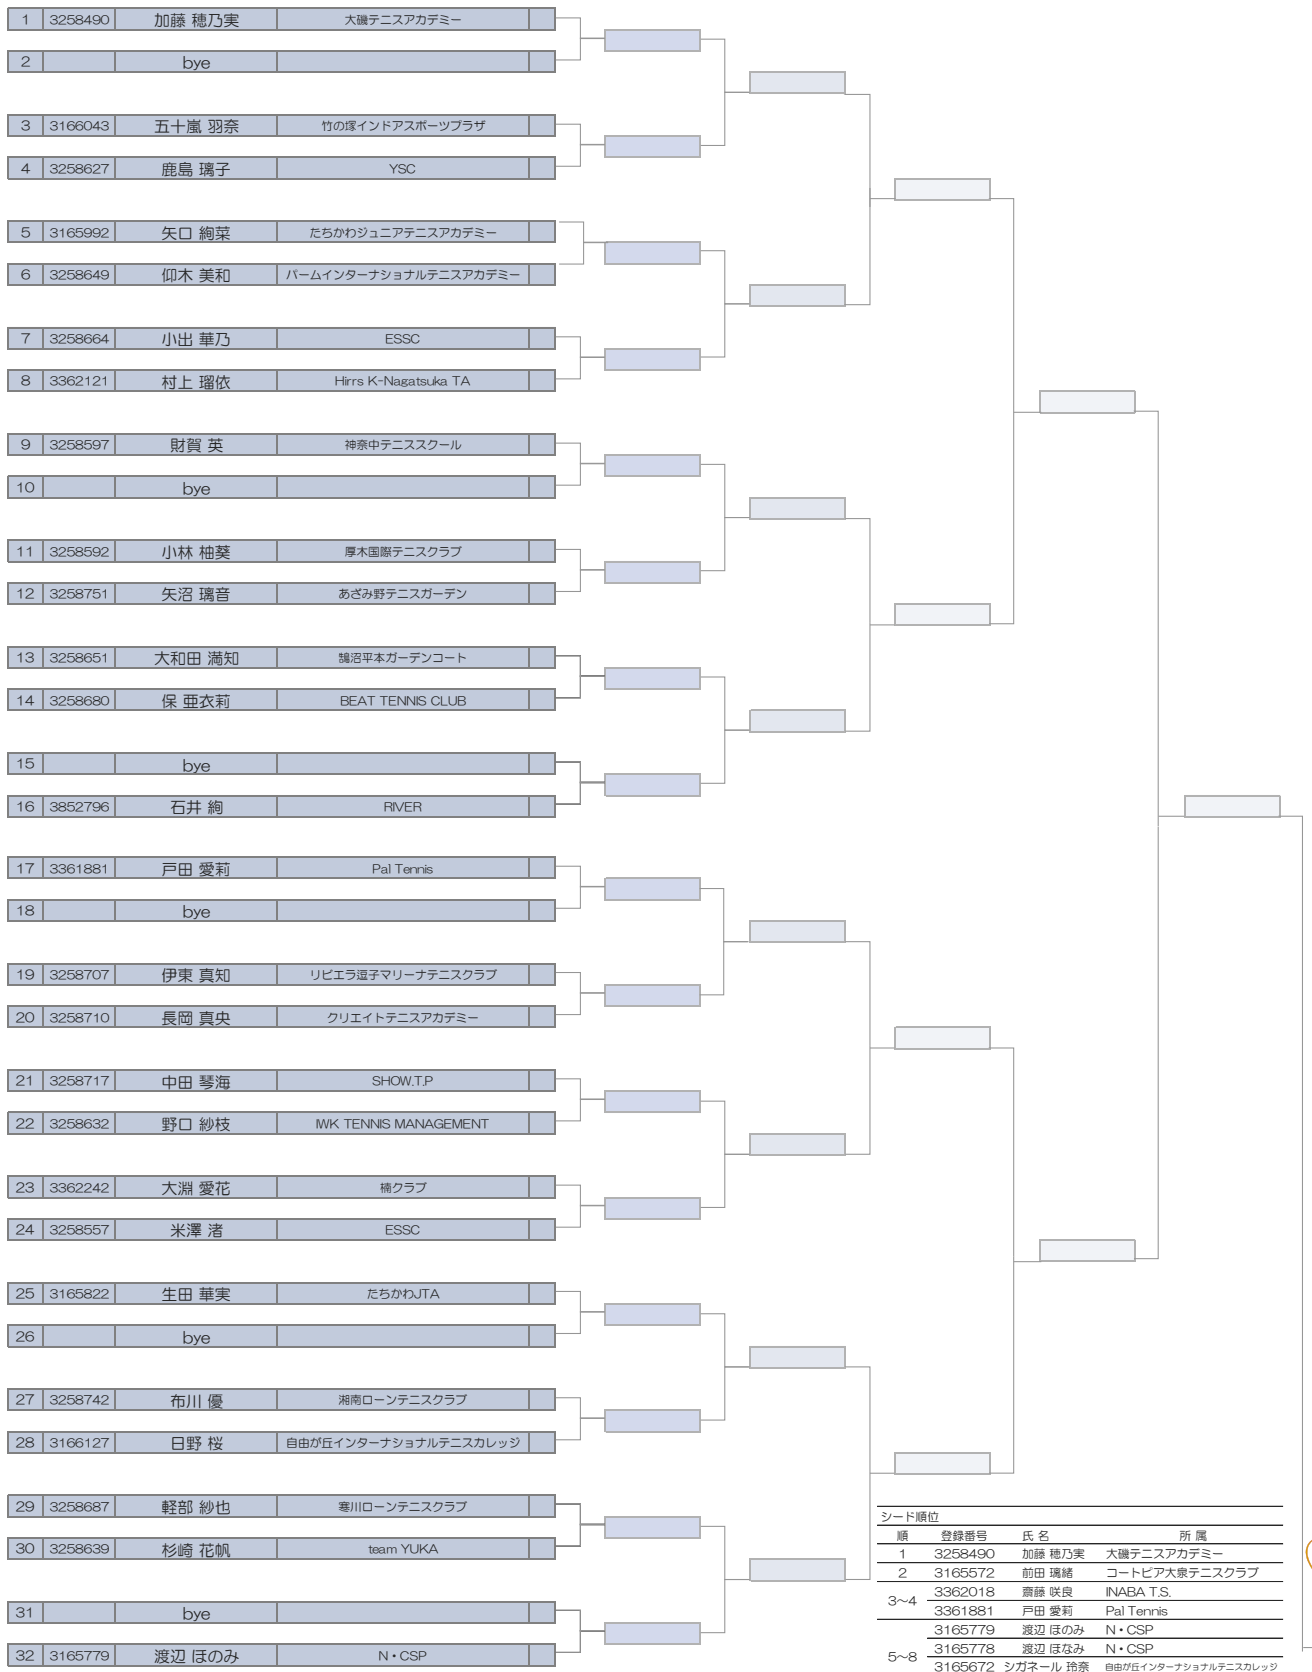 1 3258490 加藤 穂乃実 大磯テニスアカデミー
2 bye
3 3166043 五十嵐 羽奈 竹の塚インドアスポーツプラザ
4 3258627 鹿島 璃子 YSC
5 3165992 矢口 絢菜 たちかわジュニアテニスアカデミー
6 3258649 仰木 美和 パームインターナショナルテニスアカデミー
7 3258664 小出 華乃 ESSC
8 3362121 村上 瑠依 Hirrs K-Nagatsuka TA
9 3258597 財賀 英 神奈中テニススクール
10 bye
11 3258592 小林 柚葵 厚木国際テニスクラブ
12 3258751 矢沼 璃音 あざみ野テニスガーデン
13 3258651 大和田 満知 鵠沼平本ガーデンコート
14 3258680 保 亜衣莉 BEAT TENNIS CLUB
15 bye
16 3852796 石井 絢 RIVER
17 3361881 戸田 愛莉 Pal Tennis
18 bye
19 3258707 伊東 真知 リビエラ逗子マリーナテニスクラブ
20 3258710 長岡 真央 クリエイトテニスアカデミー
21 3258717 中田 琴海 SHOW.T.P
22 3258632 野口 紗枝 IWK TENNIS MANAGEMENT
23 3362242 大淵 愛花 楠クラブ
24 3258557 米澤 渚 ESSC
25 3165822 生田 華実 たちかわJTA
26 bye
27 3258742 布川 優 湘南ローンテニスクラブ
28 3166127 日野 桜 自由が丘インターナショナルテニスカレッジ
29 3258687 軽部 紗也 寒川ローンテニスクラブ
30 3258639 杉崎 花帆 team YUKA
31 bye
32 3165779 渡辺 ほのみ N・CSP
シード順位
順 登録番号 氏 名 所 属
1 3258490 加藤 穂乃実 大磯テニスアカデミー
2 3165572 前田 璃緒 コートピア大泉テニスクラブ
3〜4 3362018 齋藤 咲良 INABA T.S.
3361881 戸田 愛莉 Pal Tennis
5〜8 3165779 渡辺 ほのみ N・CSP
3165778 渡辺 ほなみ N・CSP
3165672 シガネール 玲奈 自由が丘インターナショナルテニスカレッジ